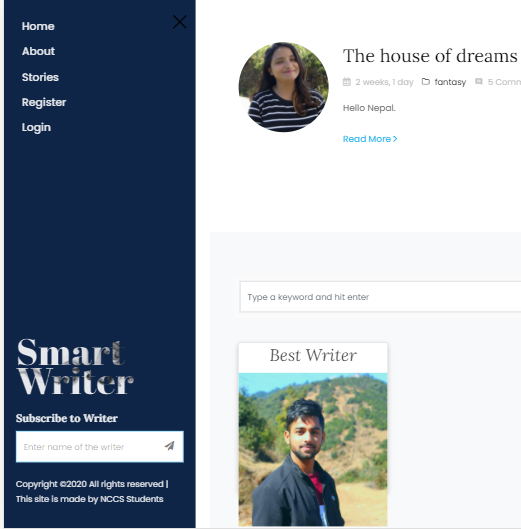 Home
About
Stories
Register
Login
Smart
Writer
Subscribe to Writer
Enter name of the writer
Copyright ©2020 All rights reserved |
This site is made by NCCS Students
The house of dreams
2 weeks, 1 day fantasy 5 Comm
Hello Nepal.
Read More >
Type a keyword and hit enter
Best Writer